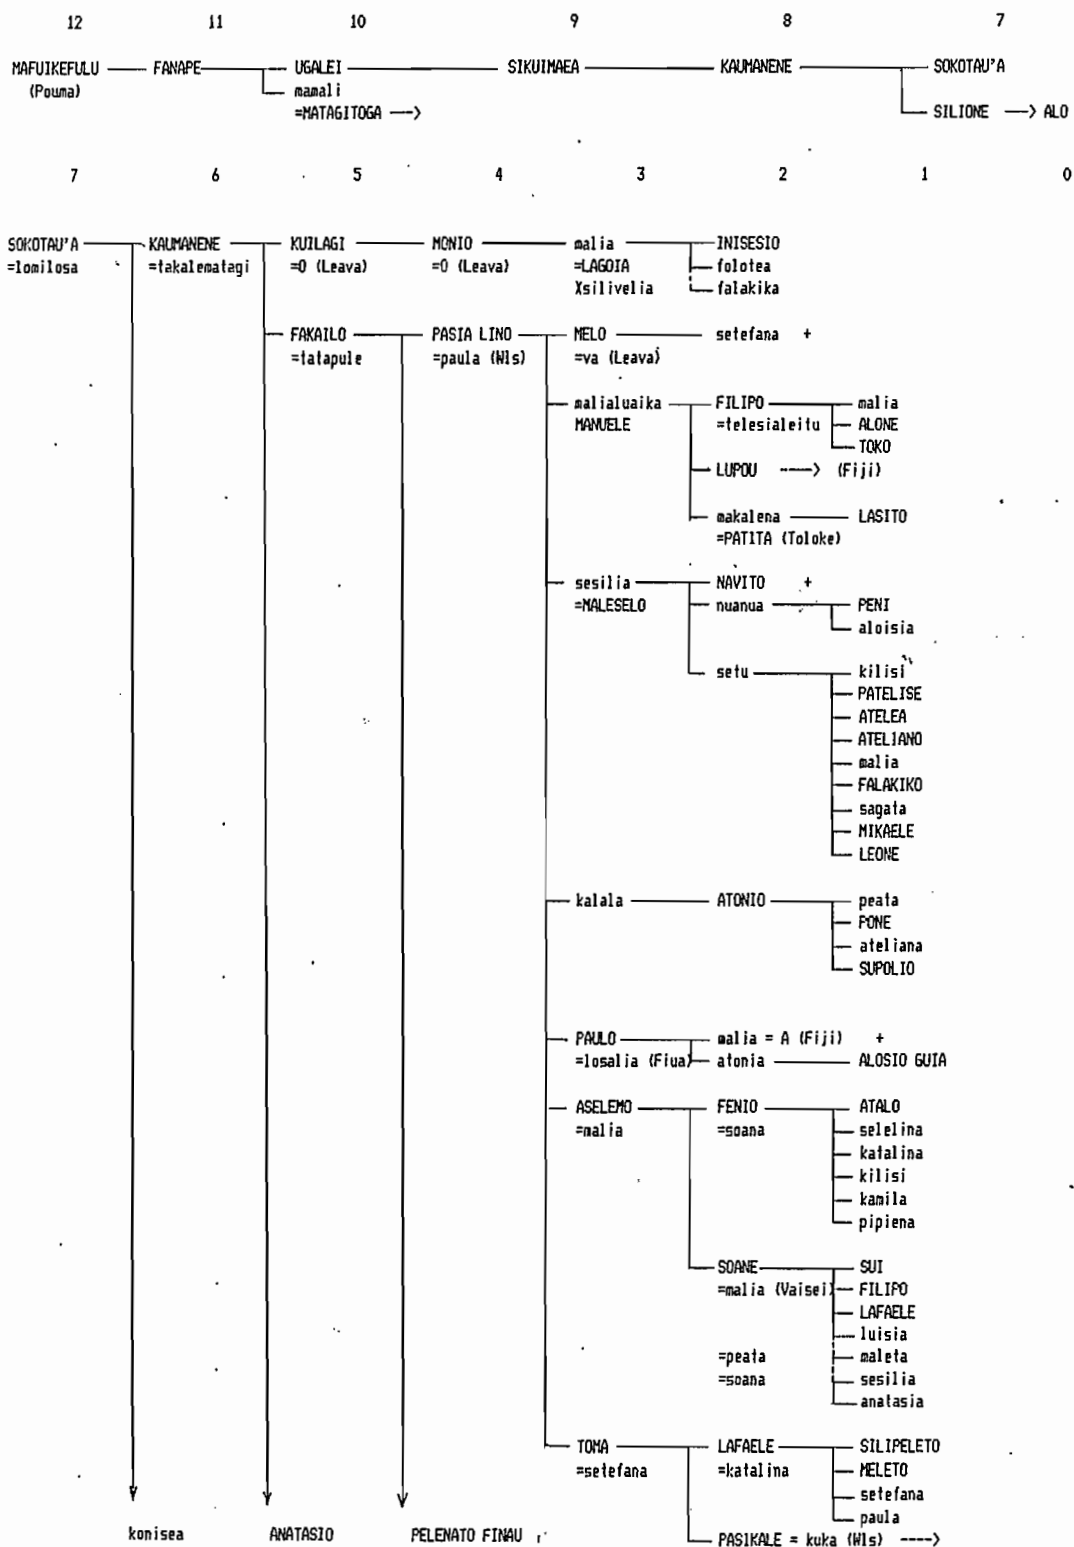 12 11 10 9 8 7
MAFUIKEFULU FANAPE UGALEI SIKUIMAEA KAUMANENE SOKOTAU'A
(Pouma) mamali
=MATAGITOGA —> SILIONE —> ALO
7 6 5 4 3 2 1 0
SOKOTAU'A KAUMANENE KUILAGI MONIO malia INISESIO
=lomilosa =takalematagi =O (Leava) =O (Leava) =LAGOIA folotea
Xsilivelia falakika
FAKAILO PASIA LINO MELO setefana +
=tatapule =paula (Wls) =va (Leava)
malialuaika FILIPO malia
MANUELE =telesialeitu ALONE
TOKO
LUPOU ----> (Fiji)
makalena LASITO
=PATITA (Toloke)
sesilia NAVITO +
=MALESELO nuanua PENI
aloisia
setu kilisi
PATELISE
ATELEA
ATELIANO
malia
FALAKIKO
sagata
MIKAELE
LEONE
kalala ATONIO peata
PONE
ateliana
SUPOLIO
PAULO malia = A (Fiji) +
=losalia (Fiua) atonia ALOSIO GUIA
ASELEMO FENIO ATALO
=malia =soana selelina
katalina
kilisi
kamila
pipiena
SOANE SUI
=malia (Vaisei) FILIPO
LAFAELE
luisia
=peata maleta
=soana sesilia
anatasia
TOMA LAFAELE SILIPELETO
=setefana =katalina MELETO
setefana
paula
konisea ANATASIO PELENATO FINAU PASIKALE = kuka (Wls) ---->